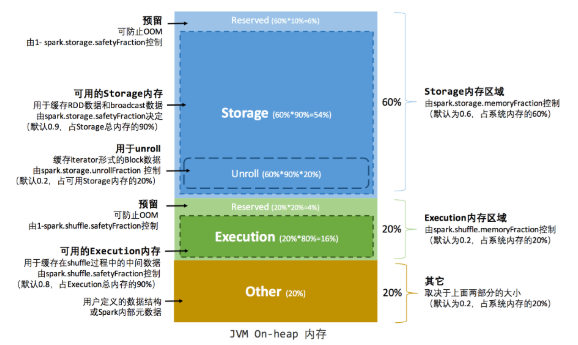 预留
可防止OOM
由1- spark.storage.safetyFraction控制
可用的Storage内存
用于缓存RDD数据和broadcast数据
由spark.storage.safetyFraction决定
(默认0.9，占Storage总内存的90%)
用于unroll
缓存Iterator形式的Block数据
由spark.storage.unrollFraction 控制
(默认0.2，占可用Storage内存的20%)
预留
可防止OOM
由1-spark.shuffle.safetyFraction控制
可用的Execution内存
用于缓存在shuffle过程中的中间数据
由spark.shuffle.safetyFraction控制
(默认0.8，占Execution总内存的90%)
用户定义的数据结构
或Spark内部元数据
Reserved (60%*10%=6%)
Storage (60%*90%=54%)
Unroll (60%*90%*20%)
Reserved (20%*20%=4%)
Execution (20%*80%=16%)
Other (20%)
60%
20%
20%
Storage内存区域
由spark.storage.memoryFraction控制
(默认为0.6，占系统内存的60%)
Execution内存区域
由spark.shuffle.memoryFraction控制
(默认为0.2，占系统内存的20%)
其它
取决于上面两部分的大小
(默认为0.2，占系统内存的20%)
JVM On-heap 内存